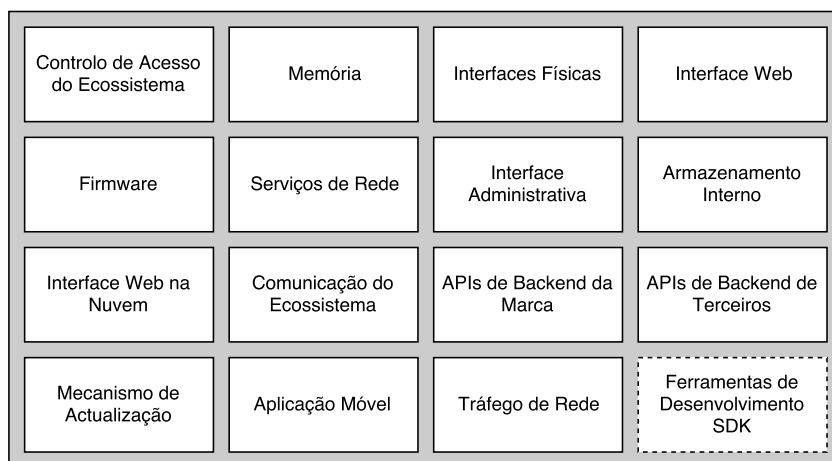 Controlo de Acesso
do Ecossistema
Memória
Interfaces Físicas
Interface Web
Firmware
Serviços de Rede
Interface
Administrativa
Armazenamento
Interno
Interface Web na
Nuvem
Comunicação do
Ecossistema
APIs de Backend da
Marca
APIs de Backend de
Terceiros
Mecanismo de
Actualização
Aplicação Móvel
Tráfego de Rede
Ferramentas de
Desenvolvimento
SDK